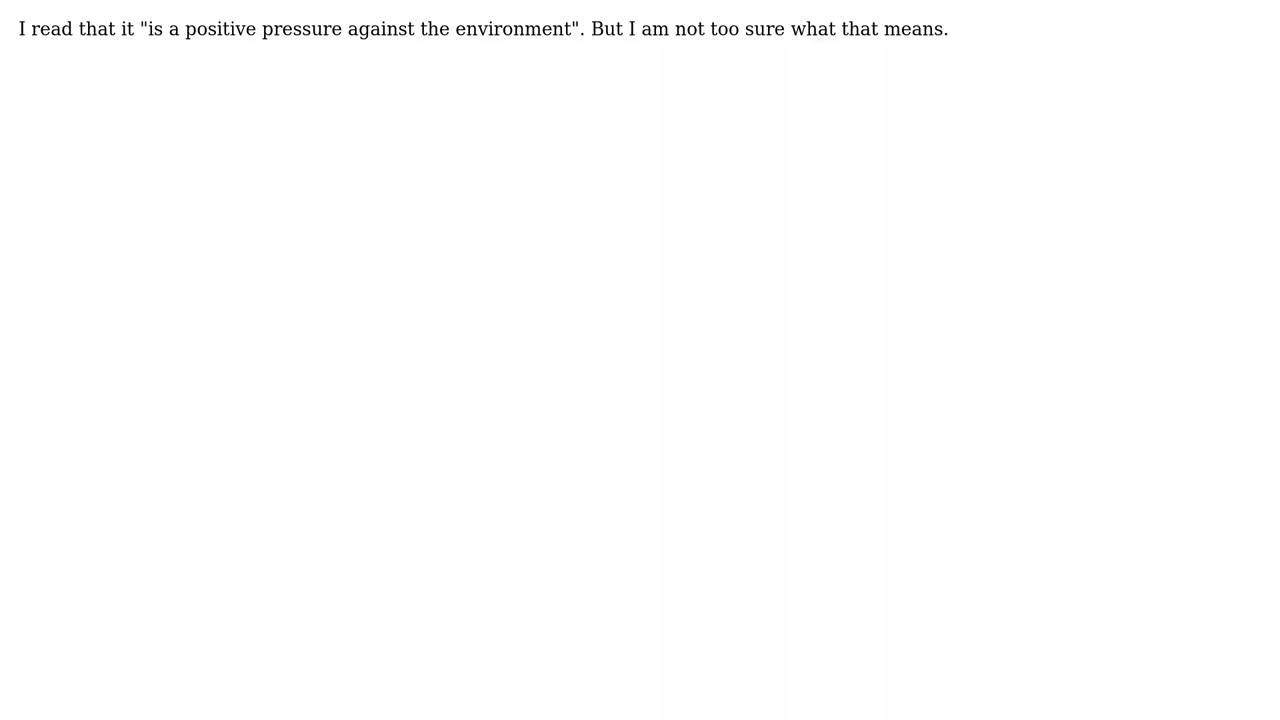 I read that it "is a positive pressure against the environment". But I am not too sure what that means.